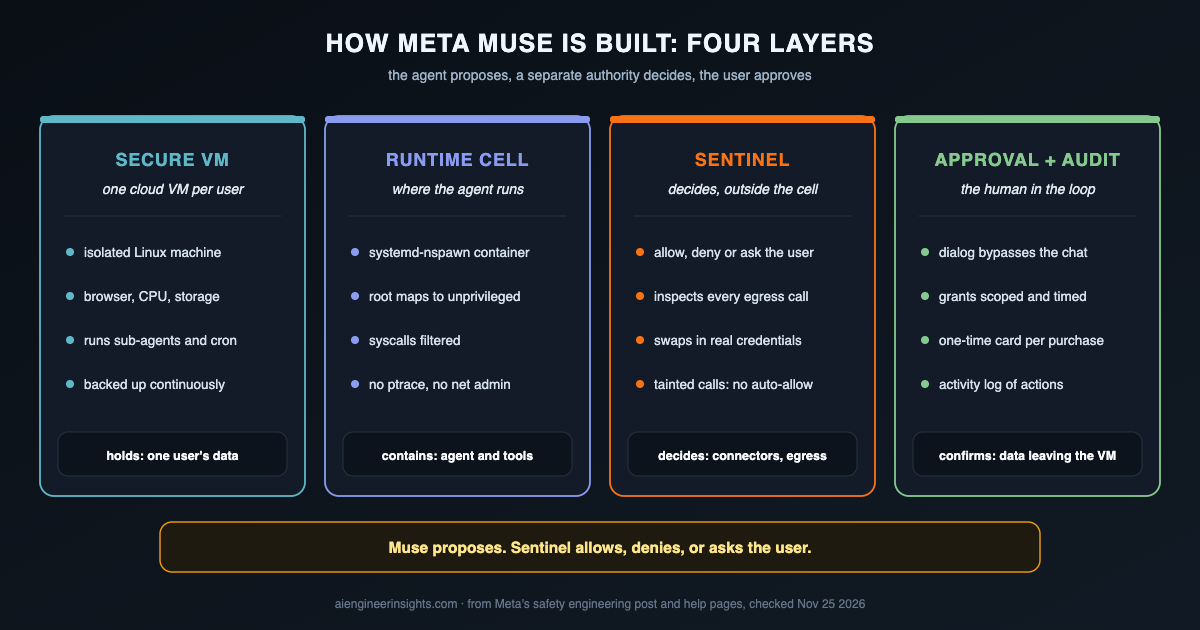 HOW META MUSE IS BUILT: FOUR LAYERS
the agent proposes, a separate authority decides, the user approves
SECURE VM
one cloud VM per user
isolated Linux machine
browser, CPU, storage
runs sub-agents and cron
backed up continuously
holds: one user's data
RUNTIME CELL
where the agent runs
systemd-nspawn container
root maps to unprivileged
syscalls filtered
no ptrace, no net admin
contains: agent and tools
SENTINEL
decides, outside the cell
allow, deny or ask the user
inspects every egress call
swaps in real credentials
tainted calls: no auto-allow
decides: connectors, egress
APPROVAL + AUDIT
the human in the loop
dialog bypasses the chat
grants scoped and timed
one-time card per purchase
activity log of actions
confirms: data leaving the VM
Muse proposes. Sentinel allows, denies, or asks the user.
aiengineerinsights.com · from Meta's safety engineering post and help pages, checked Nov 25 2026